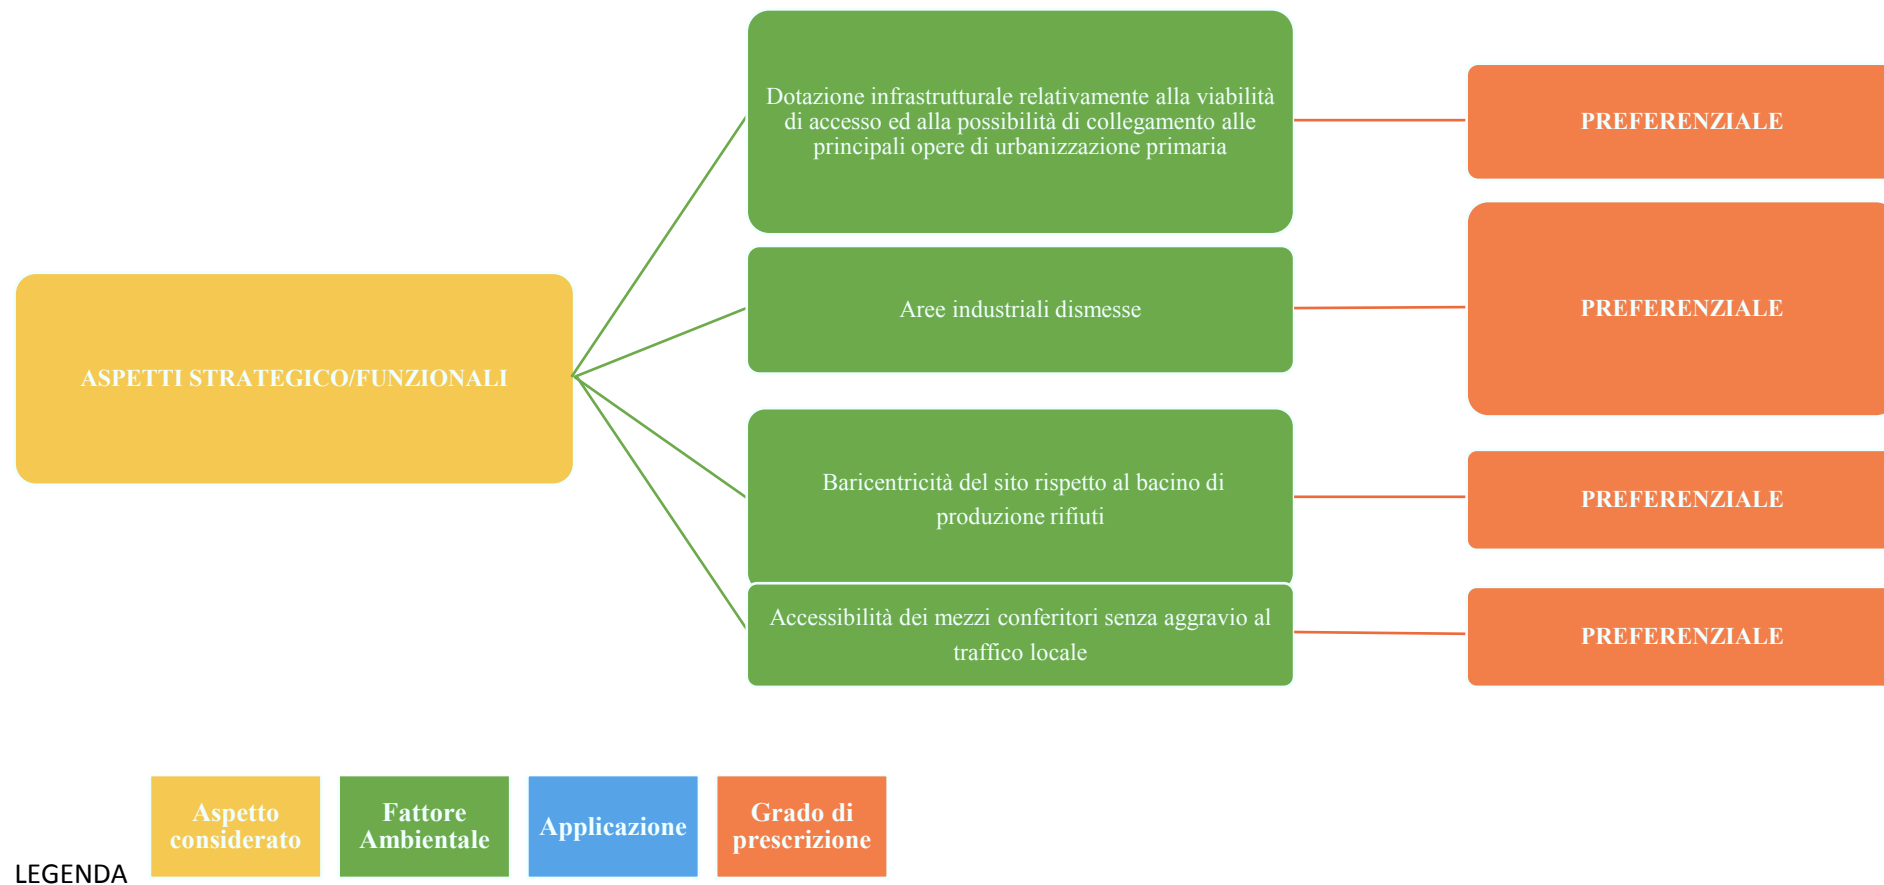 Dotazione infrastrutturale relativamente alla viabilità
di accesso ed alla possibilità di collegamento alle
principali opere di urbanizzazione primaria
PREFERENZIALE
Aree industriali dismesse
PREFERENZIALE
ASPETTI STRATEGICO/FUNZIONALI
Baricentricità del sito rispetto al bacino di
produzione rifiuti
PREFERENZIALE
Accessibilità dei mezzi conferitori senza aggravio al
traffico locale
PREFERENZIALE
LEGENDA
Aspetto
considerato
Fattore
Ambientale
Applicazione
Grado di
prescrizione